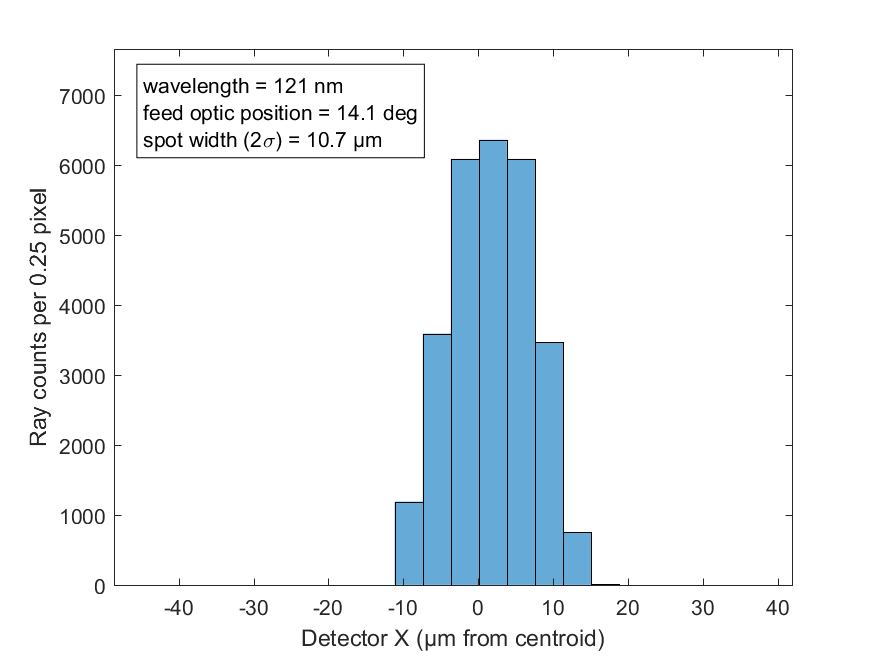 wavelength = 121 nm
feed optic position = 14.1 deg
spot width (2σ) = 10.7 µm
7000
6000
5000
4000
3000
2000
1000
0
Ray counts per 0.25 pixel
-40 -30 -20 -10 0 10 20 30 40
Detector X (µm from centroid)